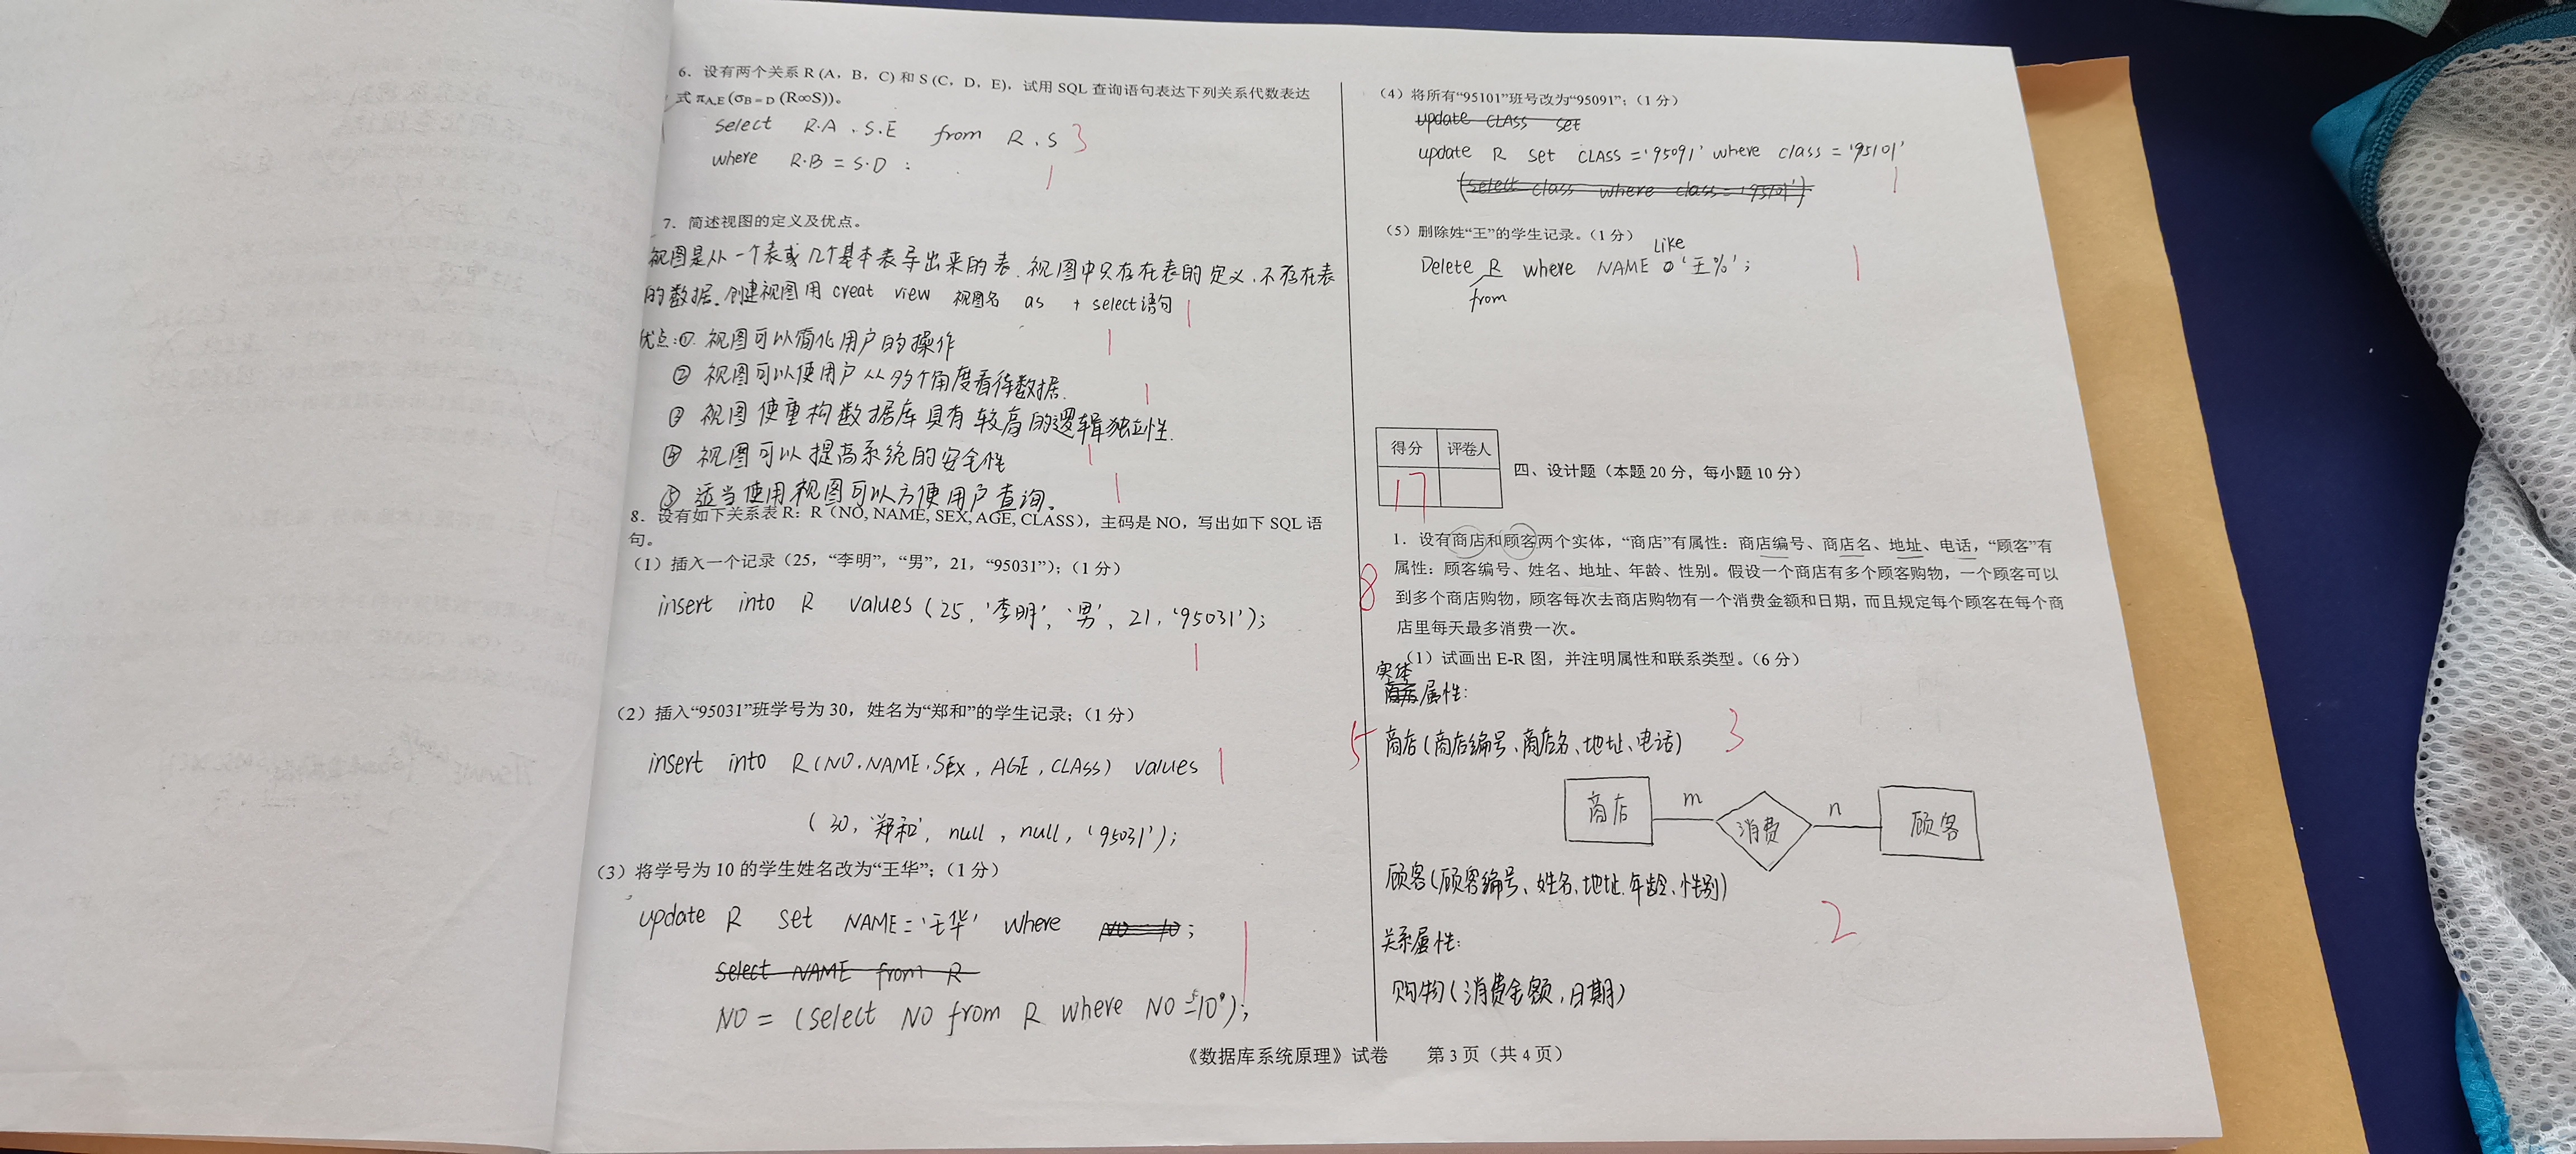 6. 设有两个关系 R (A, B, C) 和 S (C, D, E), 试用 SQL 查询语句表达下列关系代数表达
式 πA,E (σB=D (R∞S))。
select R.A , S.E from R , S 3
where R.B = S.D ;
1
7. 简述视图的定义及优点。
视图是从一个表或几个基本表导出来的表. 视图中只存在表的定义, 不存在表
的数据. 创建视图用 creat view 视图名 as + select语句 1
优点: ① 视图可以简化用户的操作 1
② 视图可以使用户从多个角度看待数据. 1
③ 视图使重构数据库具有较高的逻辑独立性.
④ 视图可以提高系统的安全性 1
⑤ 适当使用视图可以方便用户查询。 1
8. 设有如下关系表 R: R (NO, NAME, SEX, AGE, CLASS), 主码是 NO, 写出如下 SQL 语
句。
(1) 插入一个记录 (25, “李明”, “男”, 21, “95031”); (1 分)
insert into R values (25, '李明', '男', 21, '95031');
1
(2) 插入“95031”班学号为 30, 姓名为“郑和”的学生记录; (1 分)
insert into R (NO, NAME, SEX, AGE, CLASS) values 1
(30, '郑和', null, null, '95031');
(3) 将学号为 10 的学生姓名改为“王华”; (1 分)
update R set NAME = '王华' where NO = 10 ;
select NAME from R
NO = (select NO from R where NO = '10'); 1
(4) 将所有“95101”班号改为“95091”; (1 分)
update CLASS set
update R set CLASS = '95091' where class = '95101'
(select class where class = '95101') 1
(5) 删除姓“王”的学生记录。(1 分)
Like
Delete R where NAME '王%'; 1
from
得分 评卷人
17
四、设计题 (本题 20 分, 每小题 10 分)
1. 设有商店和顾客两个实体, “商店”有属性: 商店编号、商店名、地址、电话, “顾客”有
属性: 顾客编号、姓名、地址、年龄、性别。假设一个商店有多个顾客购物, 一个顾客可以
8
到多个商店购物, 顾客每次去商店购物有一个消费金额和日期, 而且规定每个顾客在每个商
店里每天最多消费一次。
(1) 试画出 E-R 图, 并注明属性和联系类型。(6 分)
实体
商店属性:
5 商店 (商店编号、商店名、地址、电话) 3
商店 m 消费 n 顾客
顾客 (顾客编号、姓名、地址、年龄、性别)
2
关系属性:
购物 (消费金额, 日期)
《数据库系统原理》试卷 第 3 页 (共 4 页)